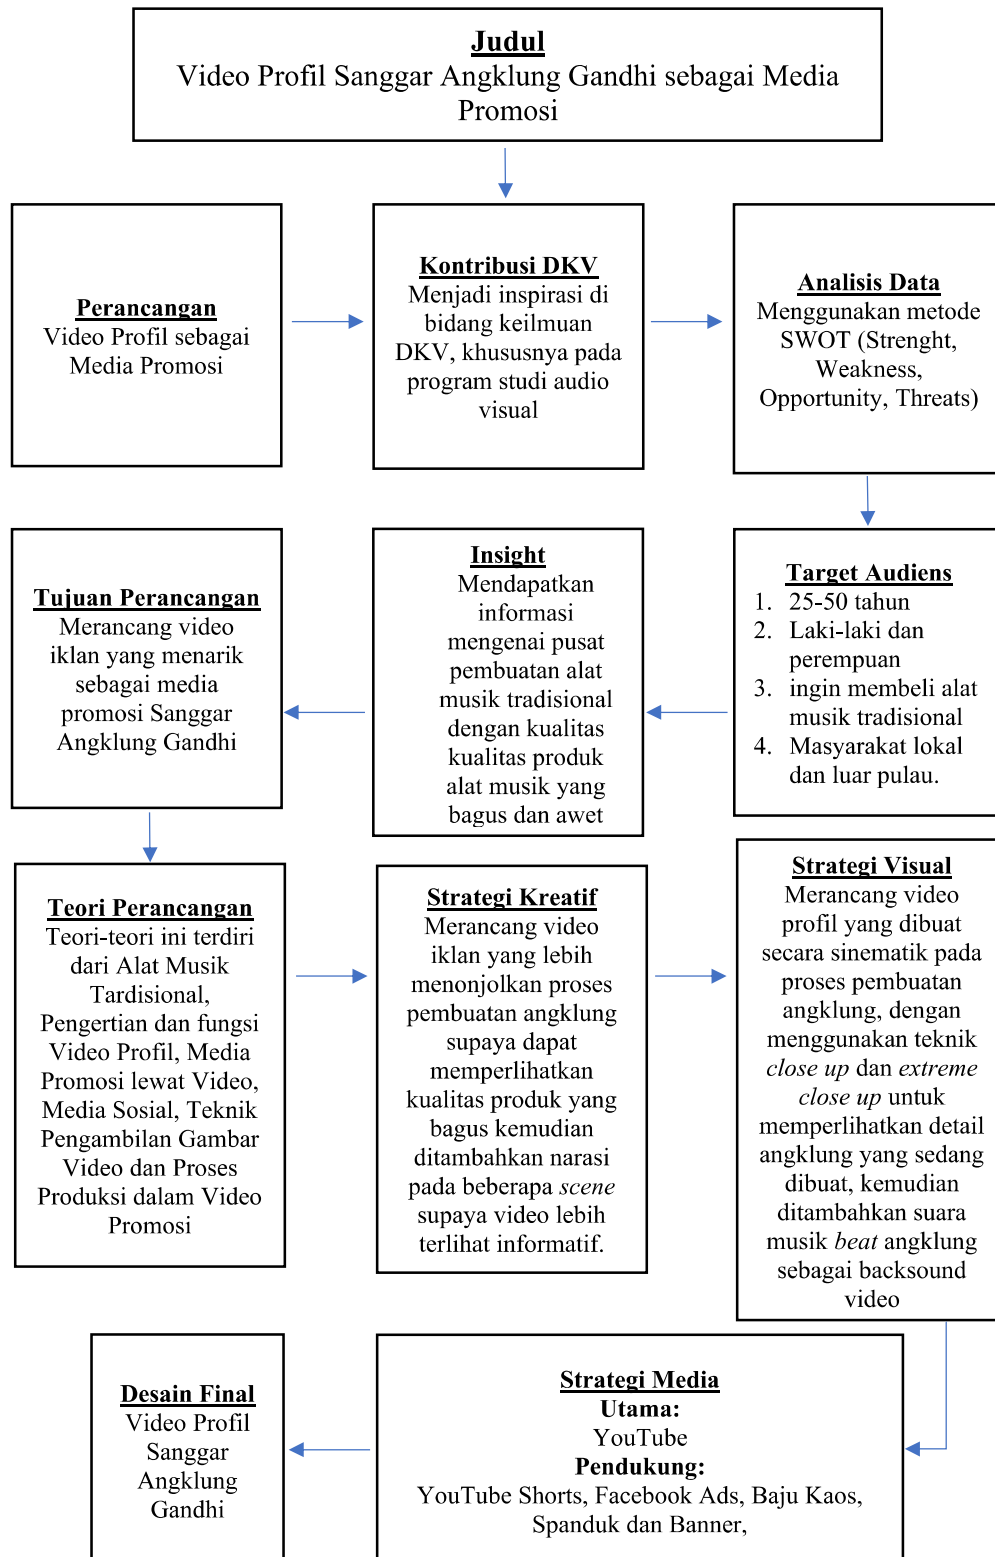 Judul
Video Profil Sanggar Angklung Gandhi sebagai Media
Promosi
Perancangan
Video Profil sebagai
Media Promosi
Kontribusi DKV
Menjadi inspirasi di
bidang keilmuan
DKV, khususnya pada
program studi audio
visual
Analisis Data
Menggunakan metode
SWOT (Strenght,
Weakness,
Opportunity, Threats)
Target Audiens
1. 25-50 tahun
2. Laki-laki dan
perempuan
3. ingin membeli alat
musik tradisional
4. Masyarakat lokal
dan luar pulau.
Insight
Mendapatkan
informasi
mengenai pusat
pembuatan alat
musik tradisional
dengan kualitas
kualitas produk
alat musik yang
bagus dan awet
Tujuan Perancangan
Merancang video
iklan yang menarik
sebagai media
promosi Sanggar
Angklung Gandhi
Teori Perancangan
Teori-teori ini terdiri
dari Alat Musik
Tardisional,
Pengertian dan fungsi
Video Profil, Media
Promosi lewat Video,
Media Sosial, Teknik
Pengambilan Gambar
Video dan Proses
Produksi dalam Video
Promosi
Strategi Kreatif
Merancang video
iklan yang lebih
menonjolkan proses
pembuatan angklung
supaya dapat
memperlihatkan
kualitas produk yang
bagus kemudian
ditambahkan narasi
pada beberapa scene
supaya video lebih
terlihat informatif.
Strategi Visual
Merancang video
profil yang dibuat
secara sinematik pada
proses pembuatan
angklung, dengan
menggunakan teknik
close up dan extreme
close up untuk
memperlihatkan detail
angklung yang sedang
dibuat, kemudian
ditambahkan suara
musik beat angklung
sebagai backsound
video
Strategi Media
Utama:
YouTube
Pendukung:
YouTube Shorts, Facebook Ads, Baju Kaos,
Spanduk dan Banner,
Desain Final
Video Profil
Sanggar
Angklung
Gandhi